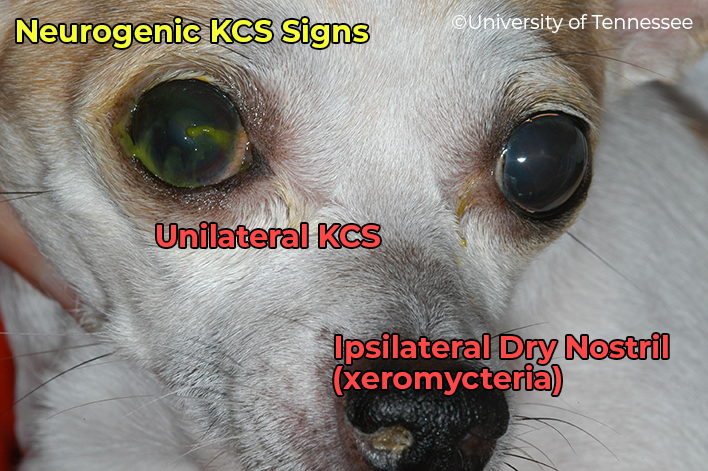 Neurogenic KCS Signs
©University of Tennessee
Unilateral KCS
Ipsilateral Dry Nostril
(xeromycteria)